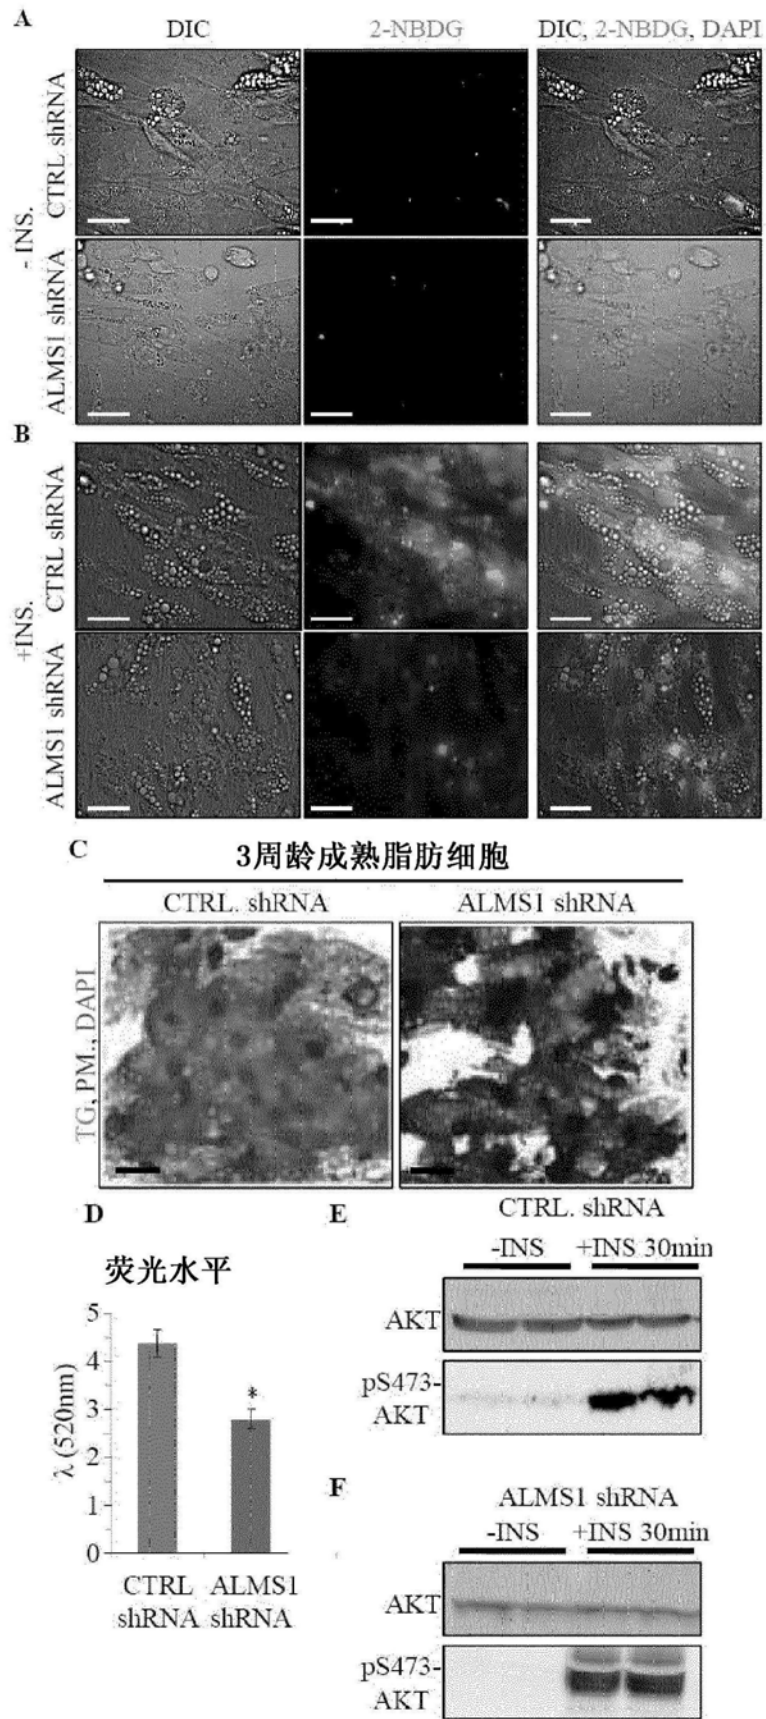 A
DIC
2-NBDG
DIC, 2-NBDG, DAPI
- INS.
CTRL shRNA
ALMS1 shRNA
B
+INS.
CTRL shRNA
ALMS1 shRNA
C
3周龄成熟脂肪细胞
CTRL. shRNA
ALMS1 shRNA
TG, PM., DAPI
D
荧光水平
λ (520nm)
5
4
3
2
1
0
*
CTRL shRNA
ALMS1 shRNA
E
CTRL. shRNA
-INS
+INS 30min
AKT
pS473-
AKT
F
ALMS1 shRNA
-INS
+INS 30min
AKT
pS473-
AKT